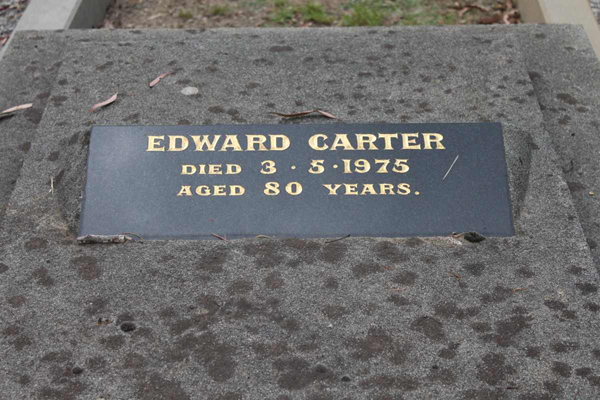 EDWARD CARTER
DIED 3 · 5 · 1975
AGED 80 YEARS.